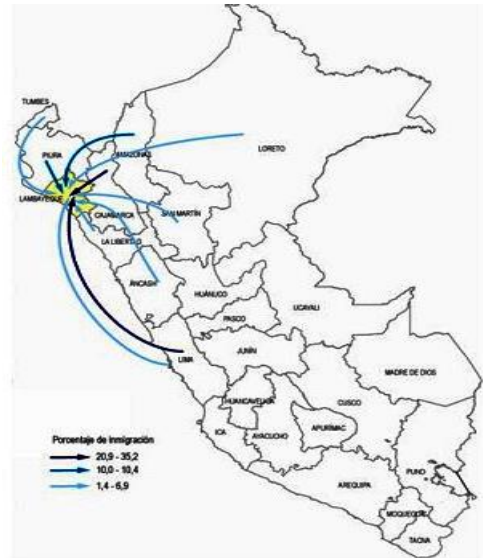 TUMBES
PIURA
AMAZONAS
LORETO
LAMBAYEQUE
CAJAMARCA
SAN MARTÍN
LA LIBERTAD
ANCASH
HUÁNUCO
UCAYALI
PASCO
LIMA
JUNÍN
MADRE DE DIOS
HUANCAVELICA
CUSCO
ICA
AYACUCHO
APURÍMAC
PUNO
AREQUIPA
MOQUEGUA
TACNA
Porcentaje de inmigración
20,9 - 35,2
10,0 - 10,4
1,4 - 6,9